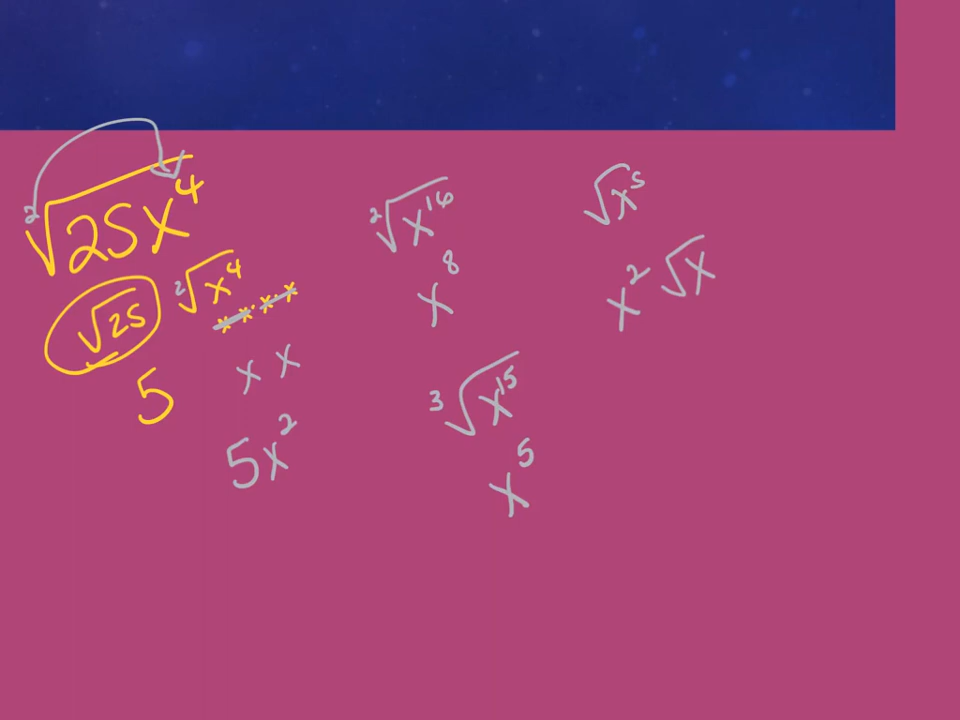 ²√25x⁴
√25 ²√x⁴
x x · x x
5
x x
5x²
²√x¹⁶
x⁸
³√x¹⁵
x⁵
√x⁵
x²√x